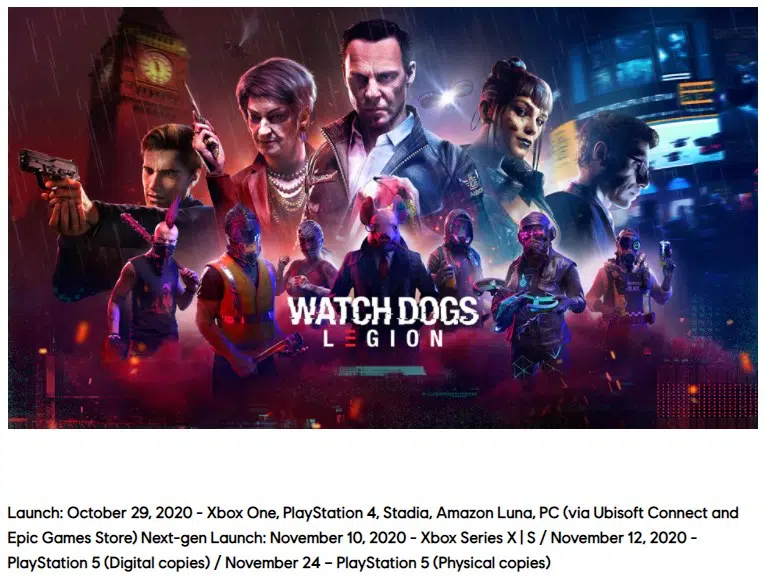 WATCH DOGS
LEGION
Launch: October 29, 2020 - Xbox One, PlayStation 4, Stadia, Amazon Luna, PC (via Ubisoft Connect and
Epic Games Store) Next-gen Launch: November 10, 2020 - Xbox Series X | S / November 12, 2020 -
PlayStation 5 (Digital copies) / November 24 – PlayStation 5 (Physical copies)